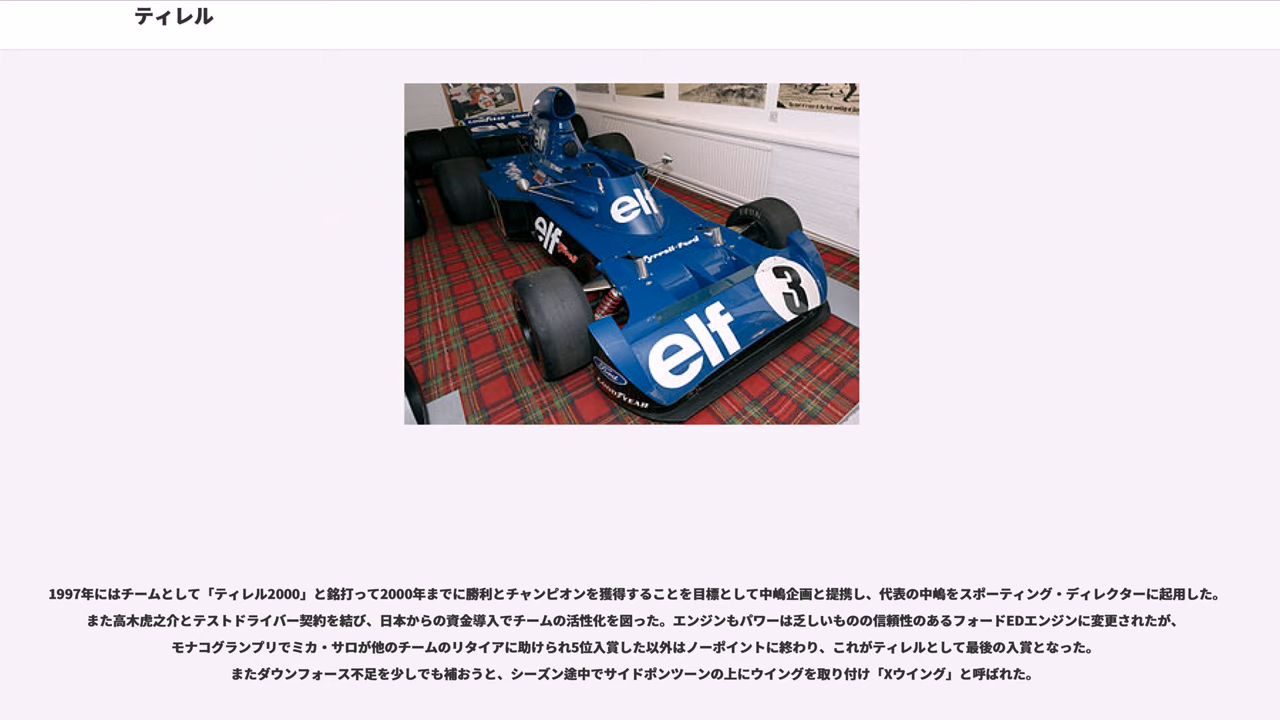 ティレル
elf
elf
elf
elf
Tyrrell-Ford
3
elf
Ford
GOODYEAR
1997年にはチームとして「ティレル2000」と銘打って2000年までに勝利とチャンピオンを獲得することを目標として中嶋企画と提携し、代表の中嶋をスポーティング・ディレクターに起用した。
また高木虎之介とテストドライバー契約を結び、日本からの資金導入でチームの活性化を図った。エンジンもパワーは乏しいものの信頼性のあるフォードEDエンジンに変更されたが、
モナコグランプリでミカ・サロが他のチームのリタイアに助けられ5位入賞した以外はノーポイントに終わり、これがティレルとして最後の入賞となった。
またダウンフォース不足を少しでも補おうと、シーズン途中でサイドポンツーンの上にウイングを取り付け「Xウイング」と呼ばれた。